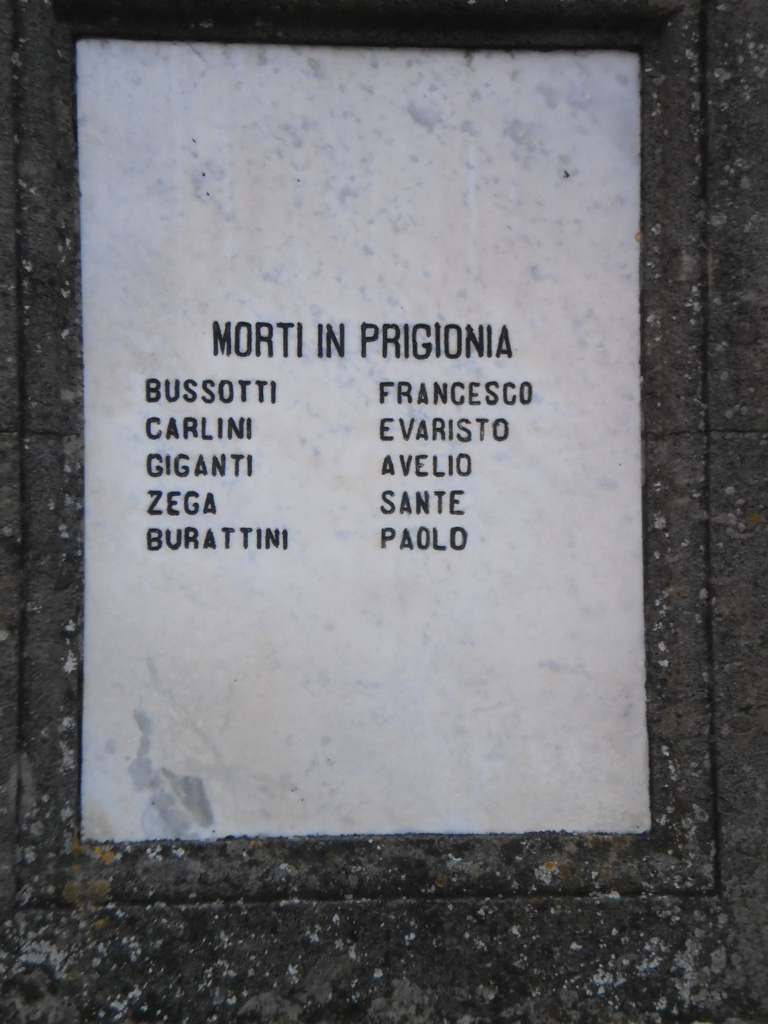 MORTI IN PRIGIONIA
BUSSOTTI FRANCESCO
CARLINI EVARISTO
GIGANTI AVELIO
ZEGA SANTE
BURATTINI PAOLO